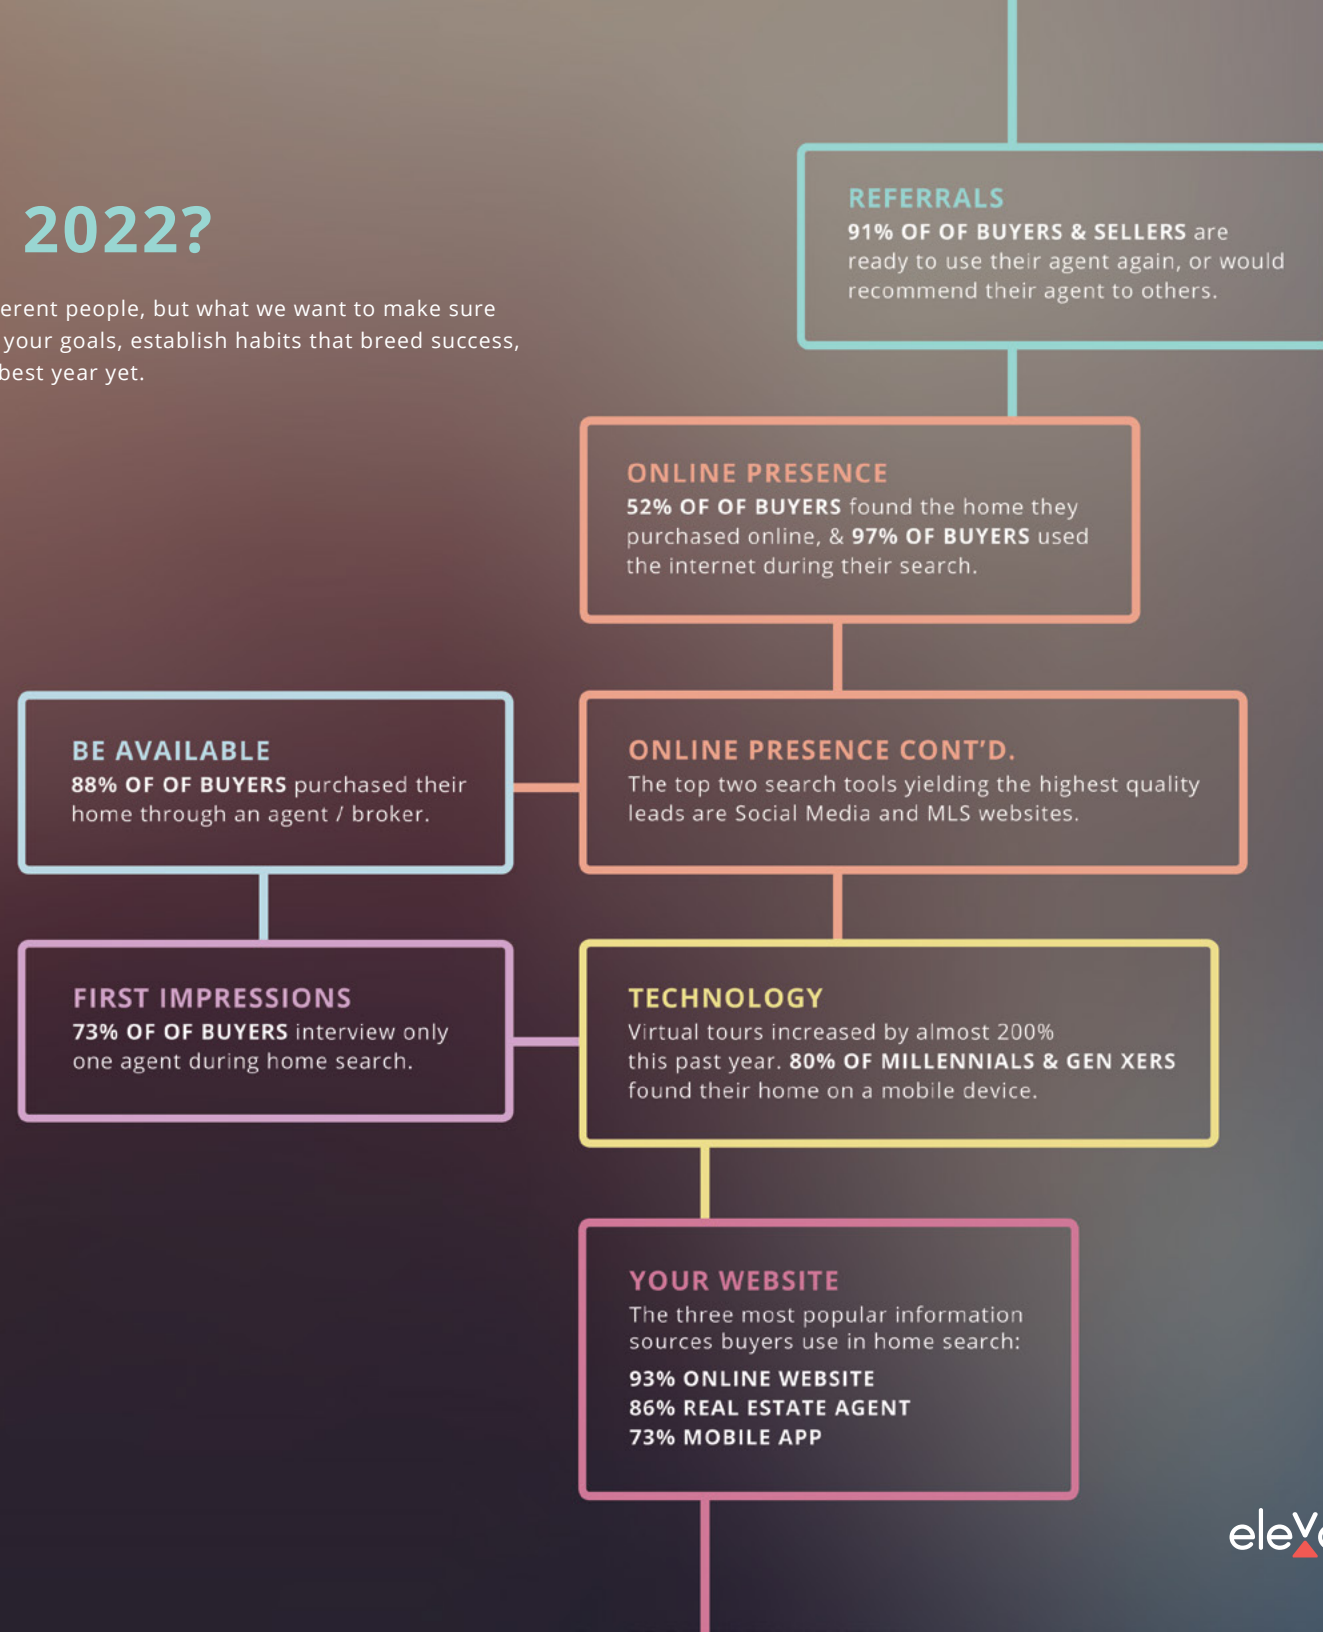 2022?
erent people, but what we want to make sure
your goals, establish habits that breed success,
best year yet.
REFERRALS
91% OF OF BUYERS & SELLERS are
ready to use their agent again, or would
recommend their agent to others.
ONLINE PRESENCE
52% OF OF BUYERS found the home they
purchased online, & 97% OF BUYERS used
the internet during their search.
BE AVAILABLE
88% OF OF BUYERS purchased their
home through an agent / broker.
ONLINE PRESENCE CONT’D.
The top two search tools yielding the highest quality
leads are Social Media and MLS websites.
FIRST IMPRESSIONS
73% OF OF BUYERS interview only
one agent during home search.
TECHNOLOGY
Virtual tours increased by almost 200%
this past year. 80% OF MILLENNIALS & GEN XERS
found their home on a mobile device.
YOUR WEBSITE
The three most popular information
sources buyers use in home search:
93% ONLINE WEBSITE
86% REAL ESTATE AGENT
73% MOBILE APP
elev